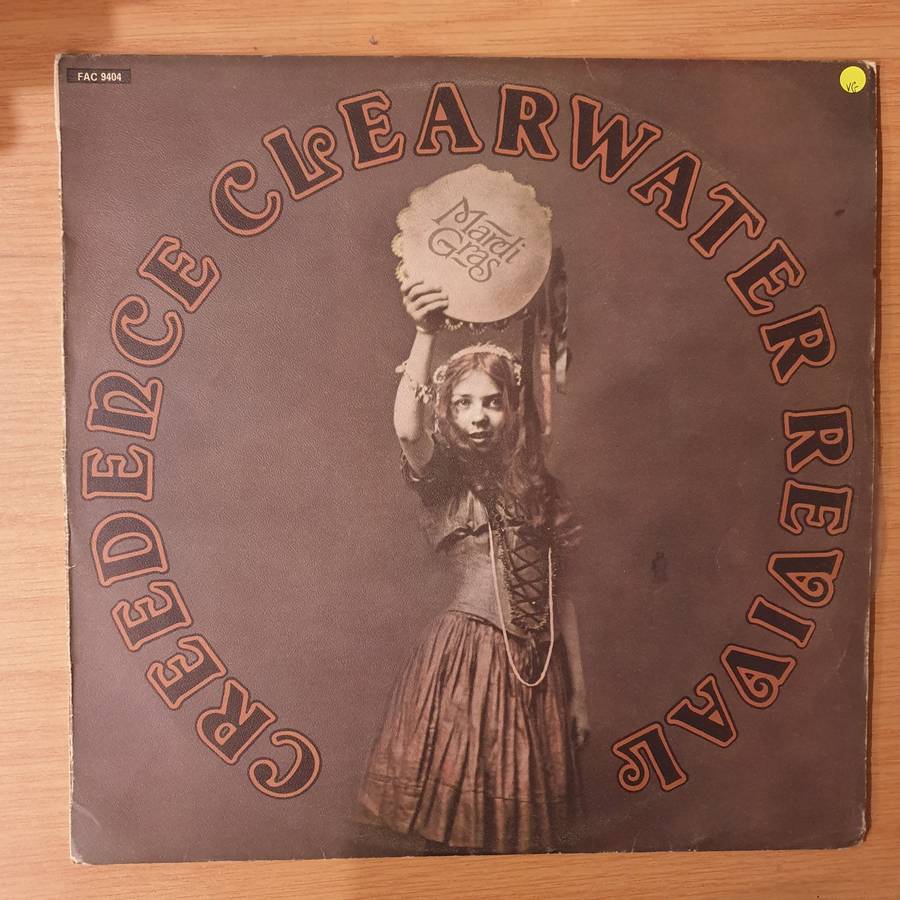 FAC 9404
VG
CREEDENCE CLEARWATER REVIVAL
Mardi
Gras